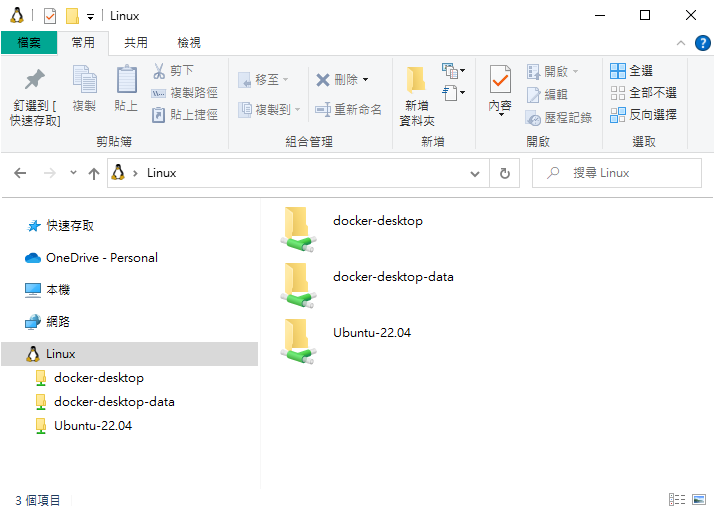 Linux
檔案 常用 共用 檢視
釘選到 [
快速存取]
複製
貼上
剪下
複製路徑
貼上捷徑
剪貼簿
移至
複製到
刪除
重新命名
組合管理
新增
資料夾
新增
內容
開啟
編輯
歷程記錄
開啟
全選
全部不選
反向選擇
選取
Linux
搜尋 Linux
快速存取
OneDrive - Personal
本機
網路
Linux
docker-desktop
docker-desktop-data
Ubuntu-22.04
docker-desktop
docker-desktop-data
Ubuntu-22.04
3 個項目